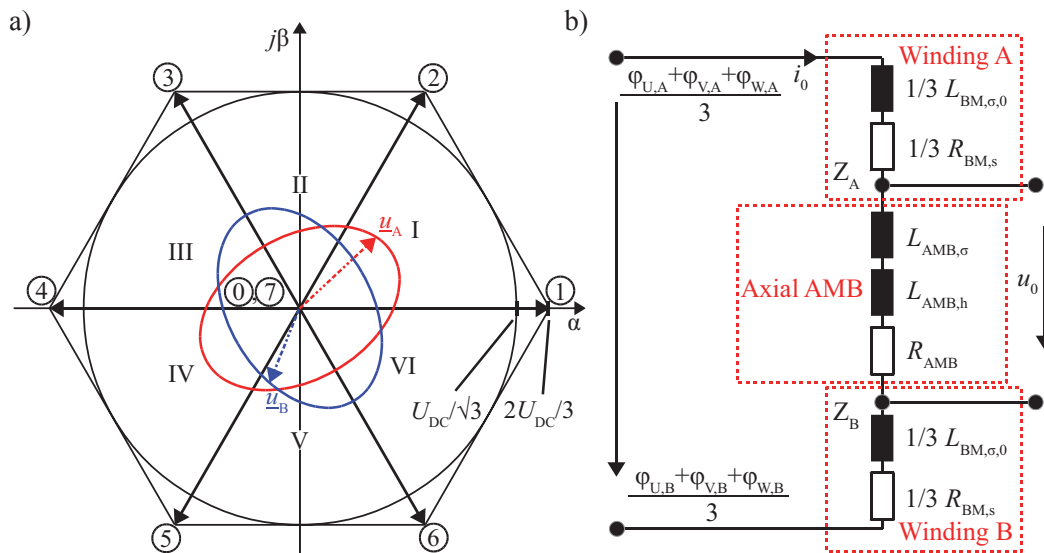 a)
jβ
3
2
II
u_A I
III
0,7
4
1
α
IV
VI
u_B
U_DC/√3
2U_DC/3
V
5
6
b)
Winding A
i_0
φ_U,A+φ_V,A+φ_W,A
3
1/3 L_BM,σ,0
1/3 R_BM,s
Z_A
L_AMB,σ
Axial AMB
L_AMB,h
u_0
R_AMB
Z_B
1/3 L_BM,σ,0
φ_U,B+φ_V,B+φ_W,B
3
1/3 R_BM,s
Winding B